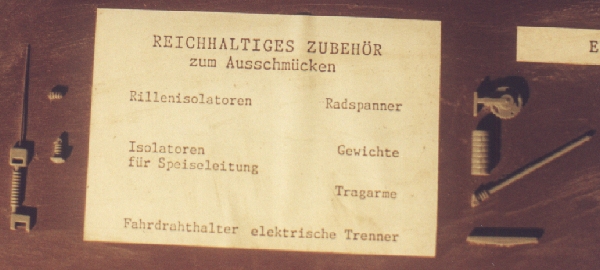 REICHHALTIGES ZUBEHÖR
zum Ausschmücken
Rillenisolatoren Radspanner
Isolatoren Gewichte
für Speiseleitung
Tragarme
Fahrdrahthalter elektrische Trenner
E